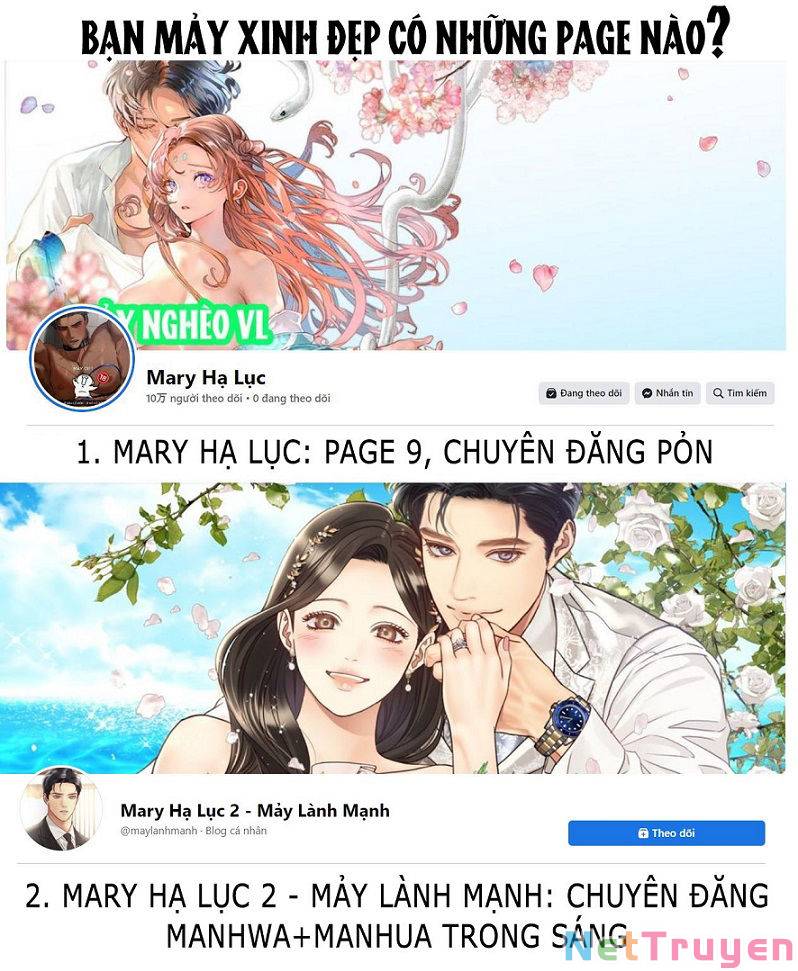 BẠN MẢY XINH ĐẸP CÓ NHỮNG PAGE NÀO?
Y NGHÈO VL
Mary Hạ Lục
10万 người theo dõi · 0 đang theo dõi
Đang theo dõi
Nhắn tin
Tìm kiếm
1. MARY HẠ LỤC: PAGE 9, CHUYÊN ĐĂNG PỎN
Mary Hạ Lục 2 - Mảy Lành Mạnh
@maylanhmanh · Blog cá nhân
Theo dõi
2. MARY HẠ LỤC 2 - MẢY LÀNH MẠNH: CHUYÊN ĐĂNG
MANHWA+MANHUA TRONG SÁNG
NetTruyen